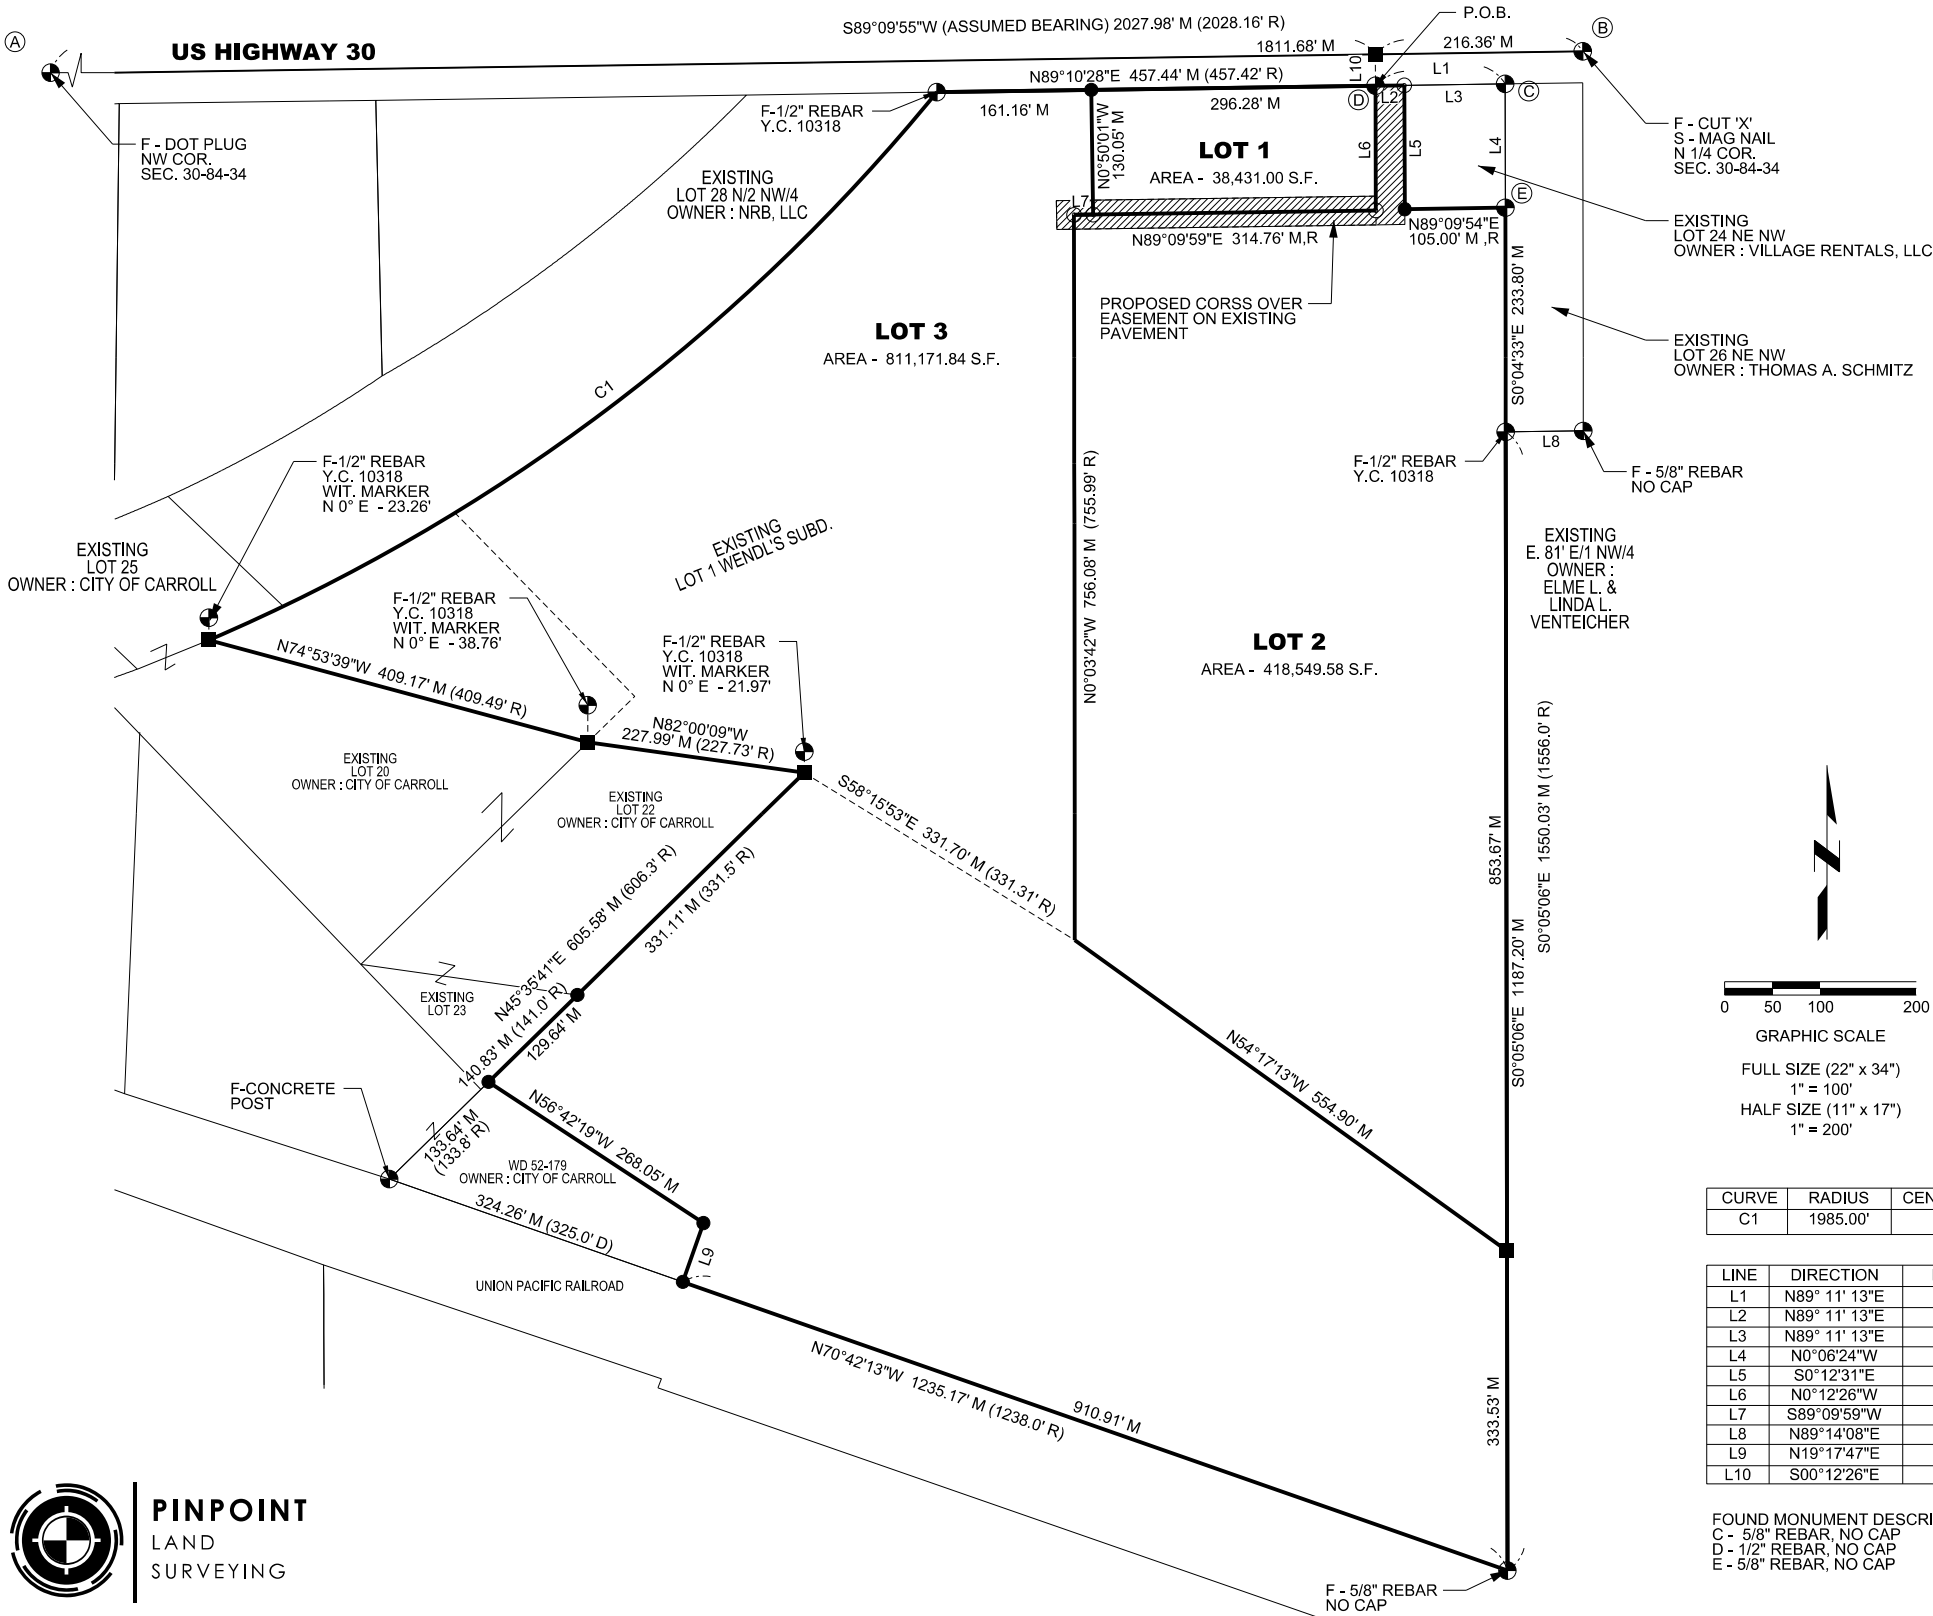 S89°09'55"W (ASSUMED BEARING) 2027.98' M (2028.16' R)
P.O.B.
A
US HIGHWAY 30
1811.68' M
216.36' M
B
L10
L1
N89°10'28"E 457.44' M (457.42' R)
F-1/2" REBAR
Y.C. 10318
161.16' M
296.28' M
D
L2
L3
C
F - DOT PLUG
NW COR.
SEC. 30-84-34
F - CUT 'X'
S - MAG NAIL
N 1/4 COR.
SEC. 30-84-34
N0°50'01"W
130.05' M
LOT 1
AREA - 38,431.00 S.F.
L6
L5
L4
EXISTING
LOT 28 N/2 NW/4
OWNER : NRB, LLC
L7
E
N89°09'59"E 314.76' M,R
N89°09'54"E
105.00' M ,R
EXISTING
LOT 24 NE NW
OWNER : VILLAGE RENTALS, LLC
S0°04'33"E 233.80' M
PROPOSED CORSS OVER
EASEMENT ON EXISTING
PAVEMENT
LOT 3
AREA - 811,171.84 S.F.
EXISTING
LOT 26 NE NW
OWNER : THOMAS A. SCHMITZ
C1
L8
F-1/2" REBAR
Y.C. 10318
F - 5/8" REBAR
NO CAP
F-1/2" REBAR
Y.C. 10318
WIT. MARKER
N 0° E - 23.26'
N0°03'42"W 756.08' M (755.99' R)
EXISTING
LOT 1 WENDL'S SUBD.
EXISTING
E. 81' E/1 NW/4
OWNER :
ELME L. &
LINDA L.
VENTEICHER
EXISTING
LOT 25
OWNER : CITY OF CARROLL
F-1/2" REBAR
Y.C. 10318
WIT. MARKER
N 0° E - 38.76'
F-1/2" REBAR
Y.C. 10318
WIT. MARKER
N 0° E - 21.97'
LOT 2
AREA - 418,549.58 S.F.
N74°53'39"W 409.17' M (409.49' R)
N82°00'09"W
227.99' M (227.73' R)
EXISTING
LOT 20
OWNER : CITY OF CARROLL
EXISTING
LOT 22
OWNER : CITY OF CARROLL
S58°15'53"E 331.70' M (331.31' R)
853.67' M
S0°05'06"E 1550.03' M (1556.0' R)
S0°05'06"E 1187.20' M
N45°35'41"E 605.58' M (606.3' R)
331.11' M (331.5' R)
EXISTING
LOT 23
140.83' M (141.0' R)
129.64' M
N54°17'13"W 554.90' M
0 50 100 200
GRAPHIC SCALE
FULL SIZE (22" x 34")
1" = 100'
HALF SIZE (11" x 17")
1" = 200'
F-CONCRETE
POST
133.64' M
(133.8' R)
N56°42'19"W 268.05' M
WD 52-179
OWNER : CITY OF CARROLL
324.26' M (325.0' D)
L9
UNION PACIFIC RAILROAD
N70°42'13"W 1235.17' M (1238.0' R)
910.91' M
333.53' M
CURVE RADIUS CEN
C1 1985.00'
LINE DIRECTION
L1 N89° 11' 13"E
L2 N89° 11' 13"E
L3 N89° 11' 13"E
L4 N0°06'24"W
L5 S0°12'31"E
L6 N0°12'26"W
L7 S89°09'59"W
L8 N89°14'08"E
L9 N19°17'47"E
L10 S00°12'26"E
FOUND MONUMENT DESCRI
C - 5/8" REBAR, NO CAP
D - 1/2" REBAR, NO CAP
E - 5/8" REBAR, NO CAP
PINPOINT
LAND
SURVEYING
F - 5/8" REBAR
NO CAP